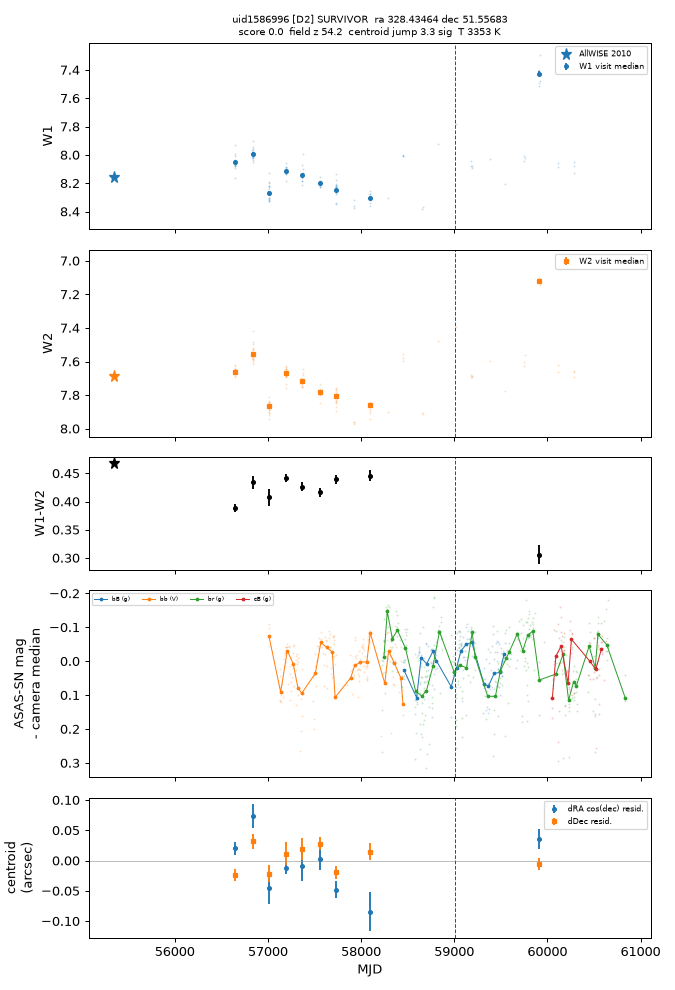 uid1586996 [D2] SURVIVOR  ra 328.43464 dec 51.55683
score 0.0  field z 54.2  centroid jump 3.3 sig  T 3353 K
AllWISE 2010
W1 visit median
W1
7.4
7.6
7.8
8.0
8.2
8.4
W2 visit median
W2
7.0
7.2
7.4
7.6
7.8
8.0
W1-W2
0.45
0.40
0.35
0.30
bB (g)
bb (V)
br (g)
cB (g)
ASAS-SN mag
- camera median
−0.2
−0.1
0.0
0.1
0.2
0.3
dRA cos(dec) resid.
dDec resid.
centroid
(arcsec)
0.10
0.05
0.00
−0.05
−0.10
56000
57000
58000
59000
60000
61000
MJD